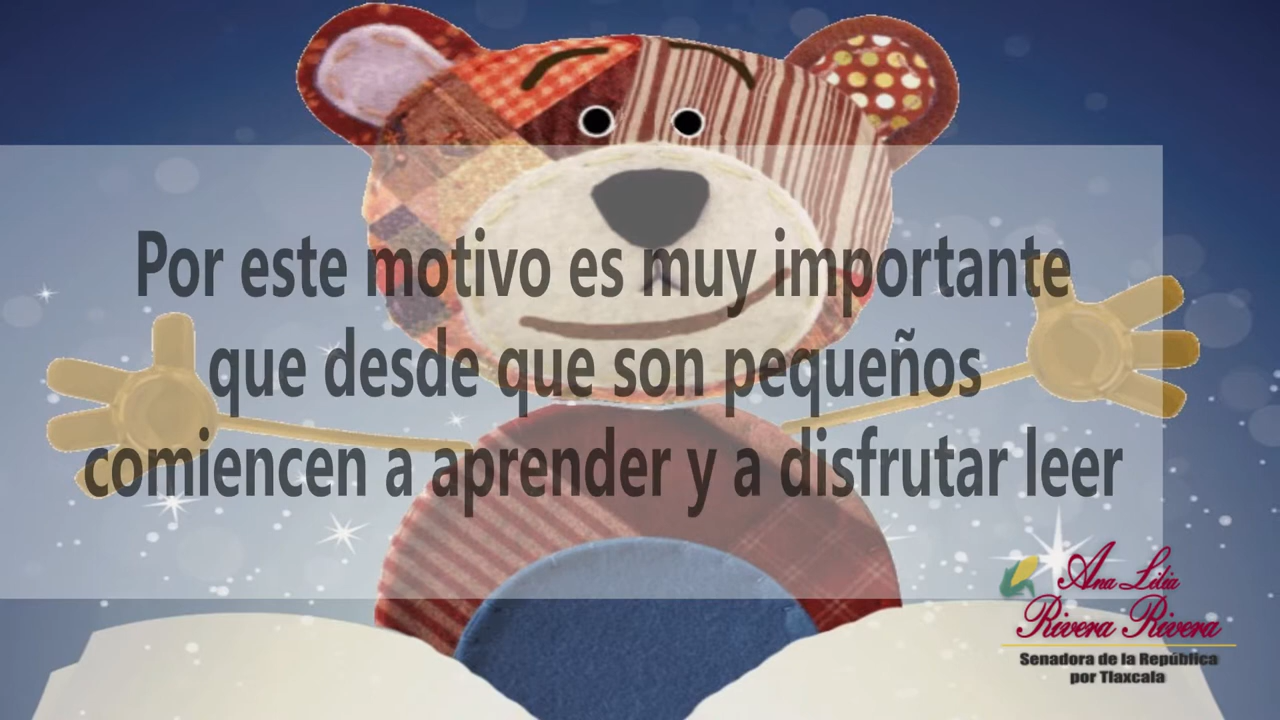 Por este motivo es muy importante
que desde que son pequeños
comiencen a aprender y a disfrutar leer
Ana Lilia
Rivera Rivera
Senadora de la República
por Tlaxcala